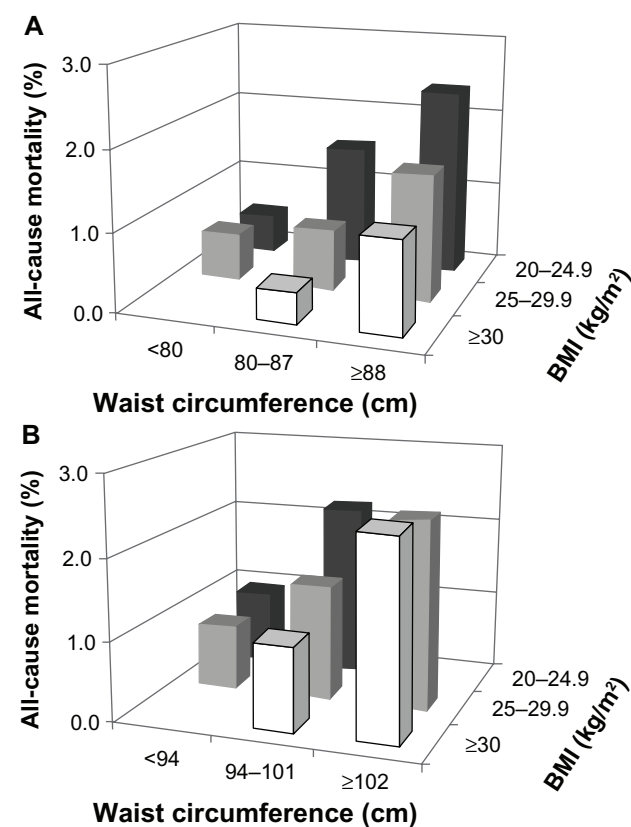 A
All-cause mortality (%)
3.0
2.0
1.0
0.0
<80
80–87
≥88
Waist circumference (cm)
20–24.9
25–29.9
≥30
BMI (kg/m²)
B
All-cause mortality (%)
3.0
2.0
1.0
0.0
<94
94–101
≥102
Waist circumference (cm)
20–24.9
25–29.9
≥30
BMI (kg/m²)